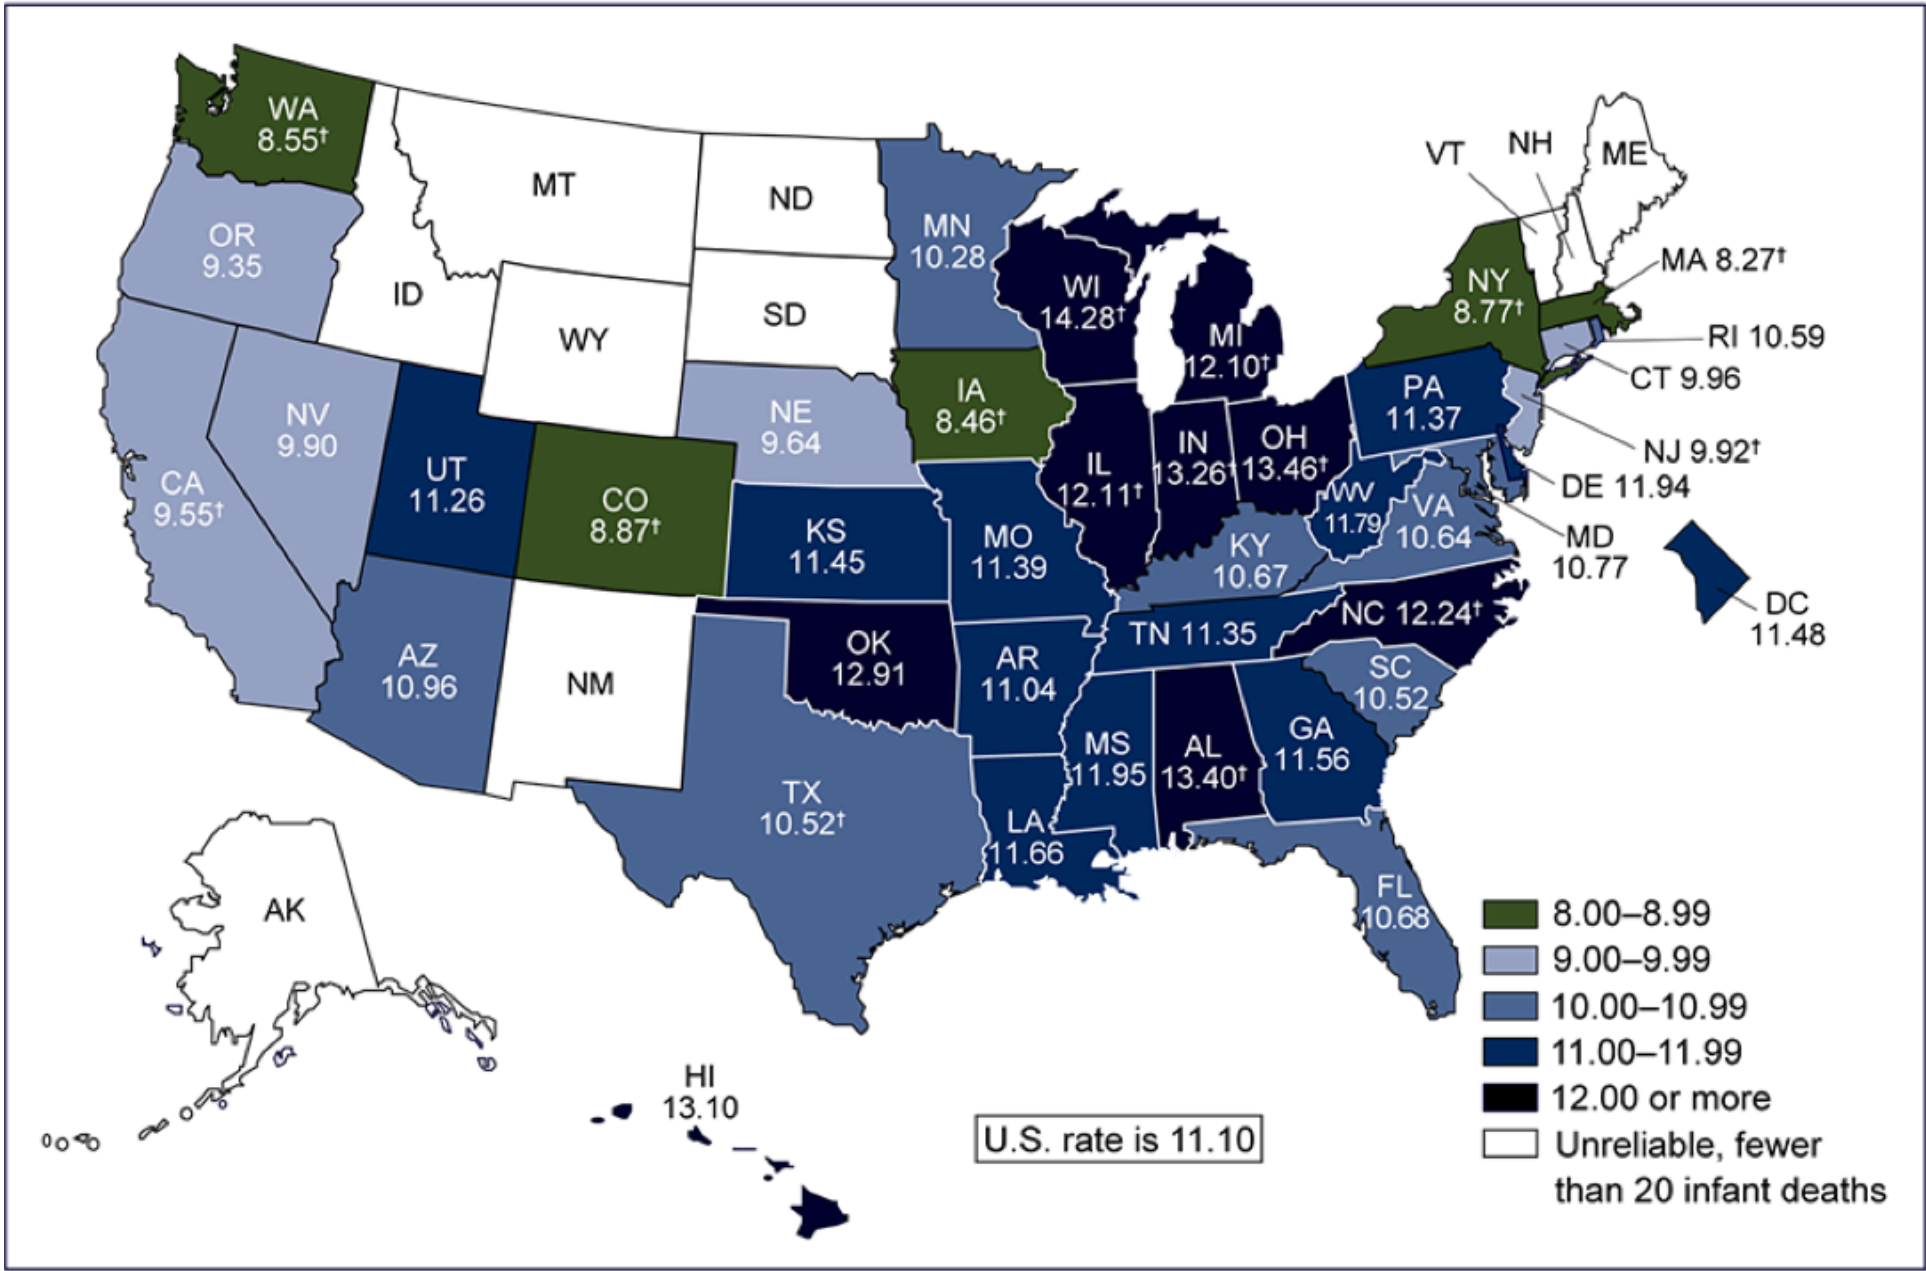 WA
8.55†
MT
ND
MN
10.28
VT
NH
ME
OR
9.35
ID
WY
SD
WI
14.28†
MI
12.10†
NY
8.77†
MA 8.27†
RI 10.59
CT 9.96
NV
9.90
NE
9.64
IA
8.46†
PA
11.37
NJ 9.92†
CA
9.55†
UT
11.26
CO
8.87†
KS
11.45
MO
11.39
IL
12.11†
IN
13.26†
OH
13.46†
WV
11.79
VA
10.64
DE 11.94
MD
10.77
KY
10.67
DC
11.48
AZ
10.96
NM
OK
12.91
AR
11.04
TN 11.35
NC 12.24†
SC
10.52
TX
10.52†
LA
11.66
MS
11.95
AL
13.40†
GA
11.56
FL
10.68
AK
HI
13.10
U.S. rate is 11.10
8.00–8.99
9.00–9.99
10.00–10.99
11.00–11.99
12.00 or more
Unreliable, fewer
than 20 infant deaths